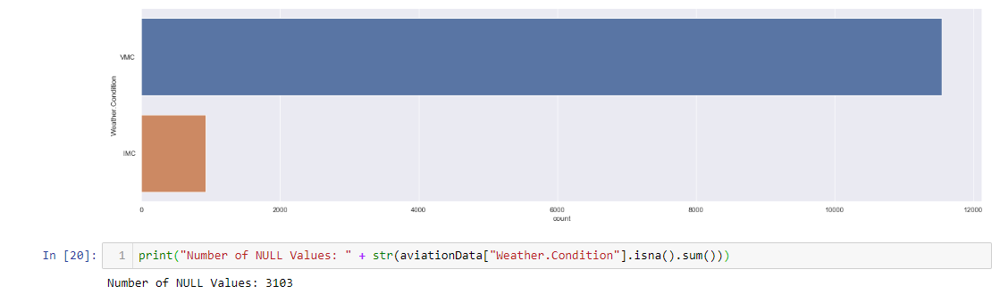 VMC
Weather.Condition
IMC
0 2000 4000 6000 8000 10000 12000
count
In [20]: 1 print("Number of NULL Values: " + str(aviationData["Weather.Condition"].isna().sum()))
Number of NULL Values: 3103